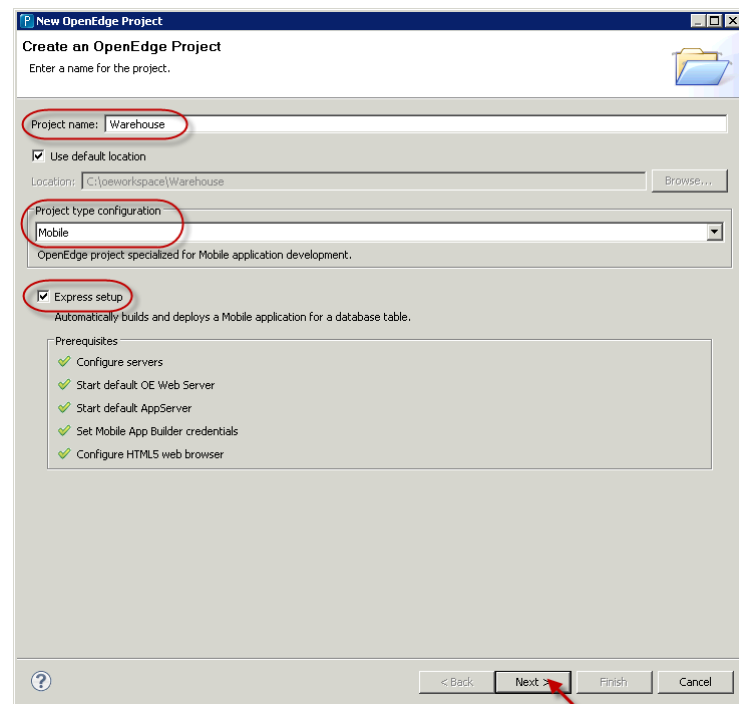 New OpenEdge Project
Create an OpenEdge Project
Enter a name for the project.
Project name: Warehouse
Use default location
Location: C:\oeworkspace\Warehouse Browse...
Project type configuration
Mobile
OpenEdge project specialized for Mobile application development.
Express setup
Automatically builds and deploys a Mobile application for a database table.
Prerequisites
Configure servers
Start default OE Web Server
Start default AppServer
Set Mobile App Builder credentials
Configure HTML5 web browser
? < Back Next > Finish Cancel